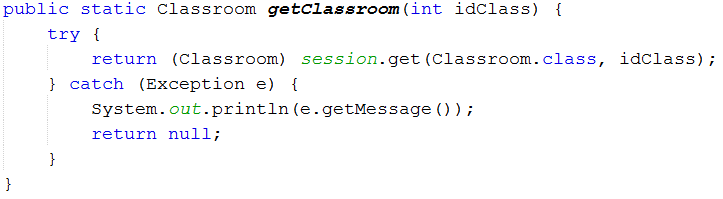 public static Classroom getClassroom(int idClass) {
    try {
        return (Classroom) session.get(Classroom.class, idClass);
    } catch (Exception e) {
        System.out.println(e.getMessage());
        return null;
    }
}